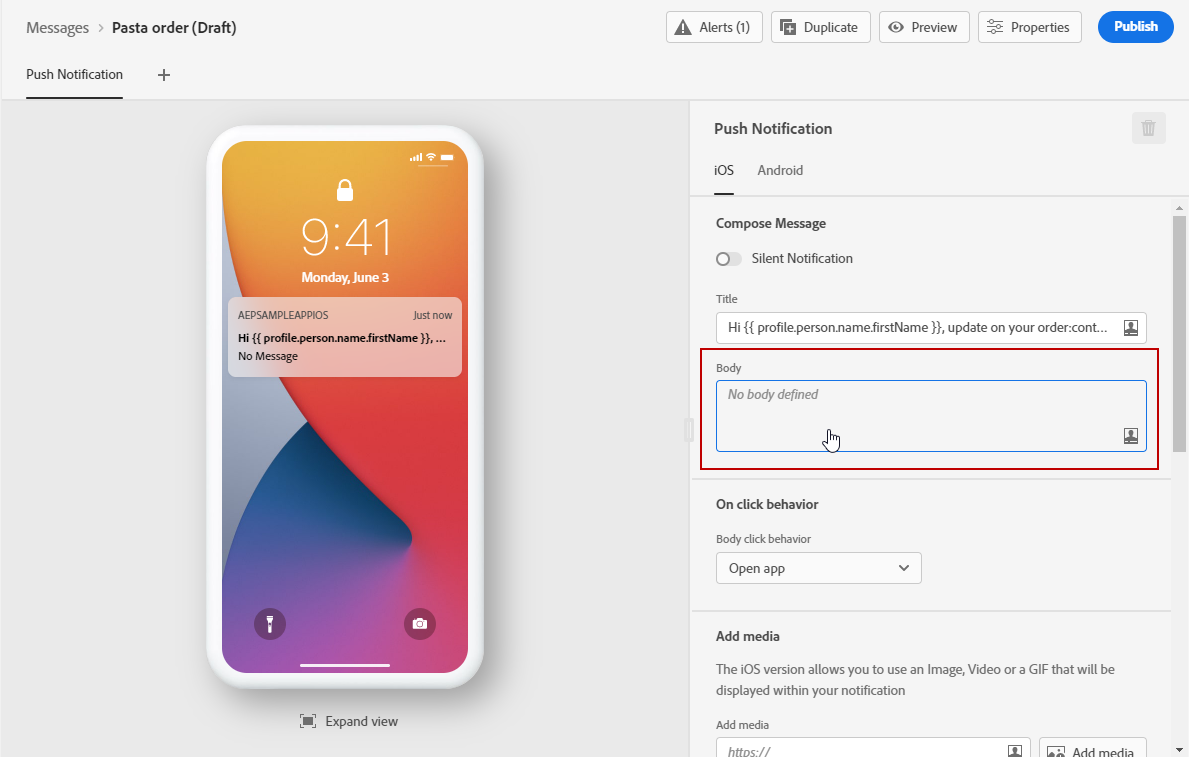 Messages > Pasta order (Draft)
Alerts (1)
Duplicate
Preview
Properties
Publish
Push Notification
9:41
Monday, June 3
AEPSAMPLEAPPIOS
Just now
Hi {{ profile.person.name.firstName }}, ...
No Message
Expand view
Push Notification
iOS
Android
Compose Message
Silent Notification
Title
Hi {{ profile.person.name.firstName }}, update on your order:cont...
Body
No body defined
On click behavior
Body click behavior
Open app
Add media
The iOS version allows you to use an Image, Video or a GIF that will be
displayed within your notification
Add media
https://
Add media